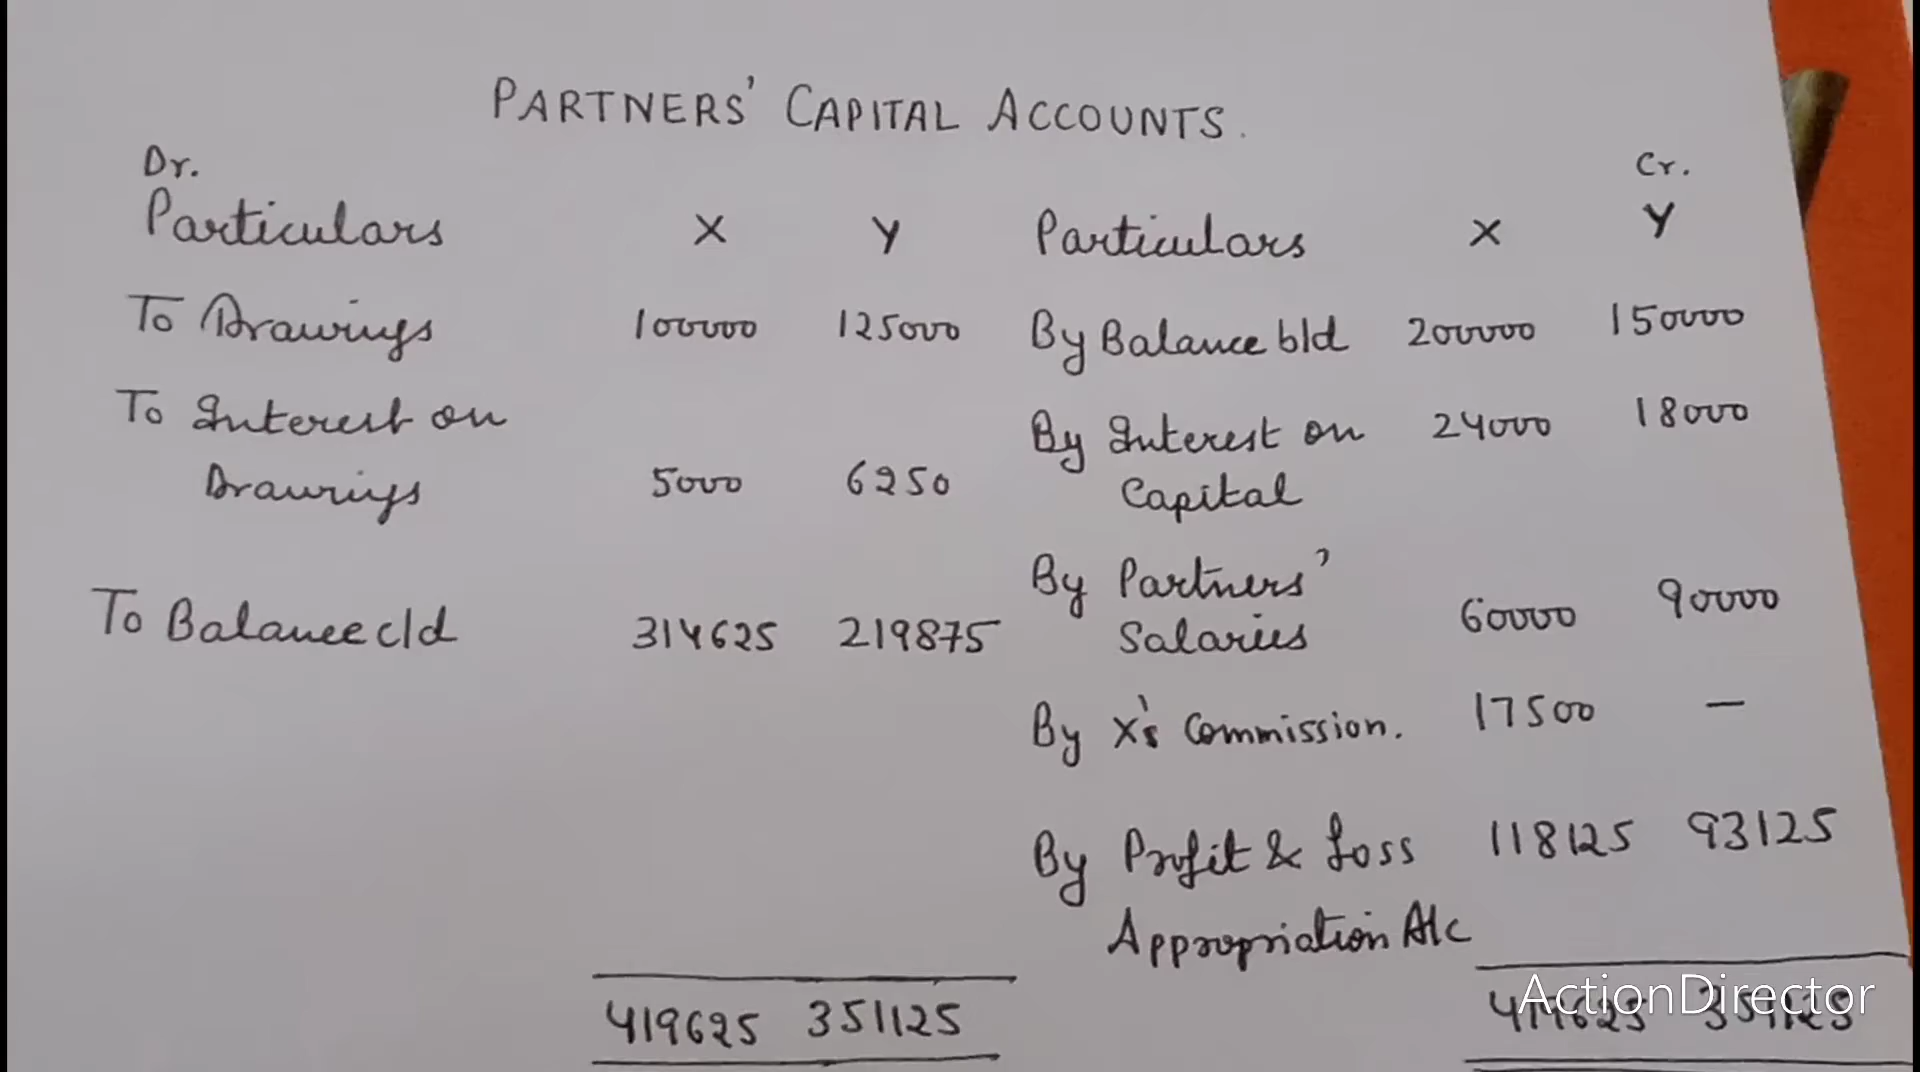 PARTNERS' CAPITAL ACCOUNTS.
Dr. Cr.
Particulars X Y Particulars X Y
To Drawings 100000 125000 By Balance b/d 200000 150000
To Interest on By Interest on 24000 18000
Drawings 5000 6250 Capital
By Partners'
To Balance c/d 314625 219875 Salaries 60000 90000
By X's Commission. 17500 —
By Profit & Loss 118125 93125
Appropriation A/c
419625 351125 419625 351125
ActionDirector